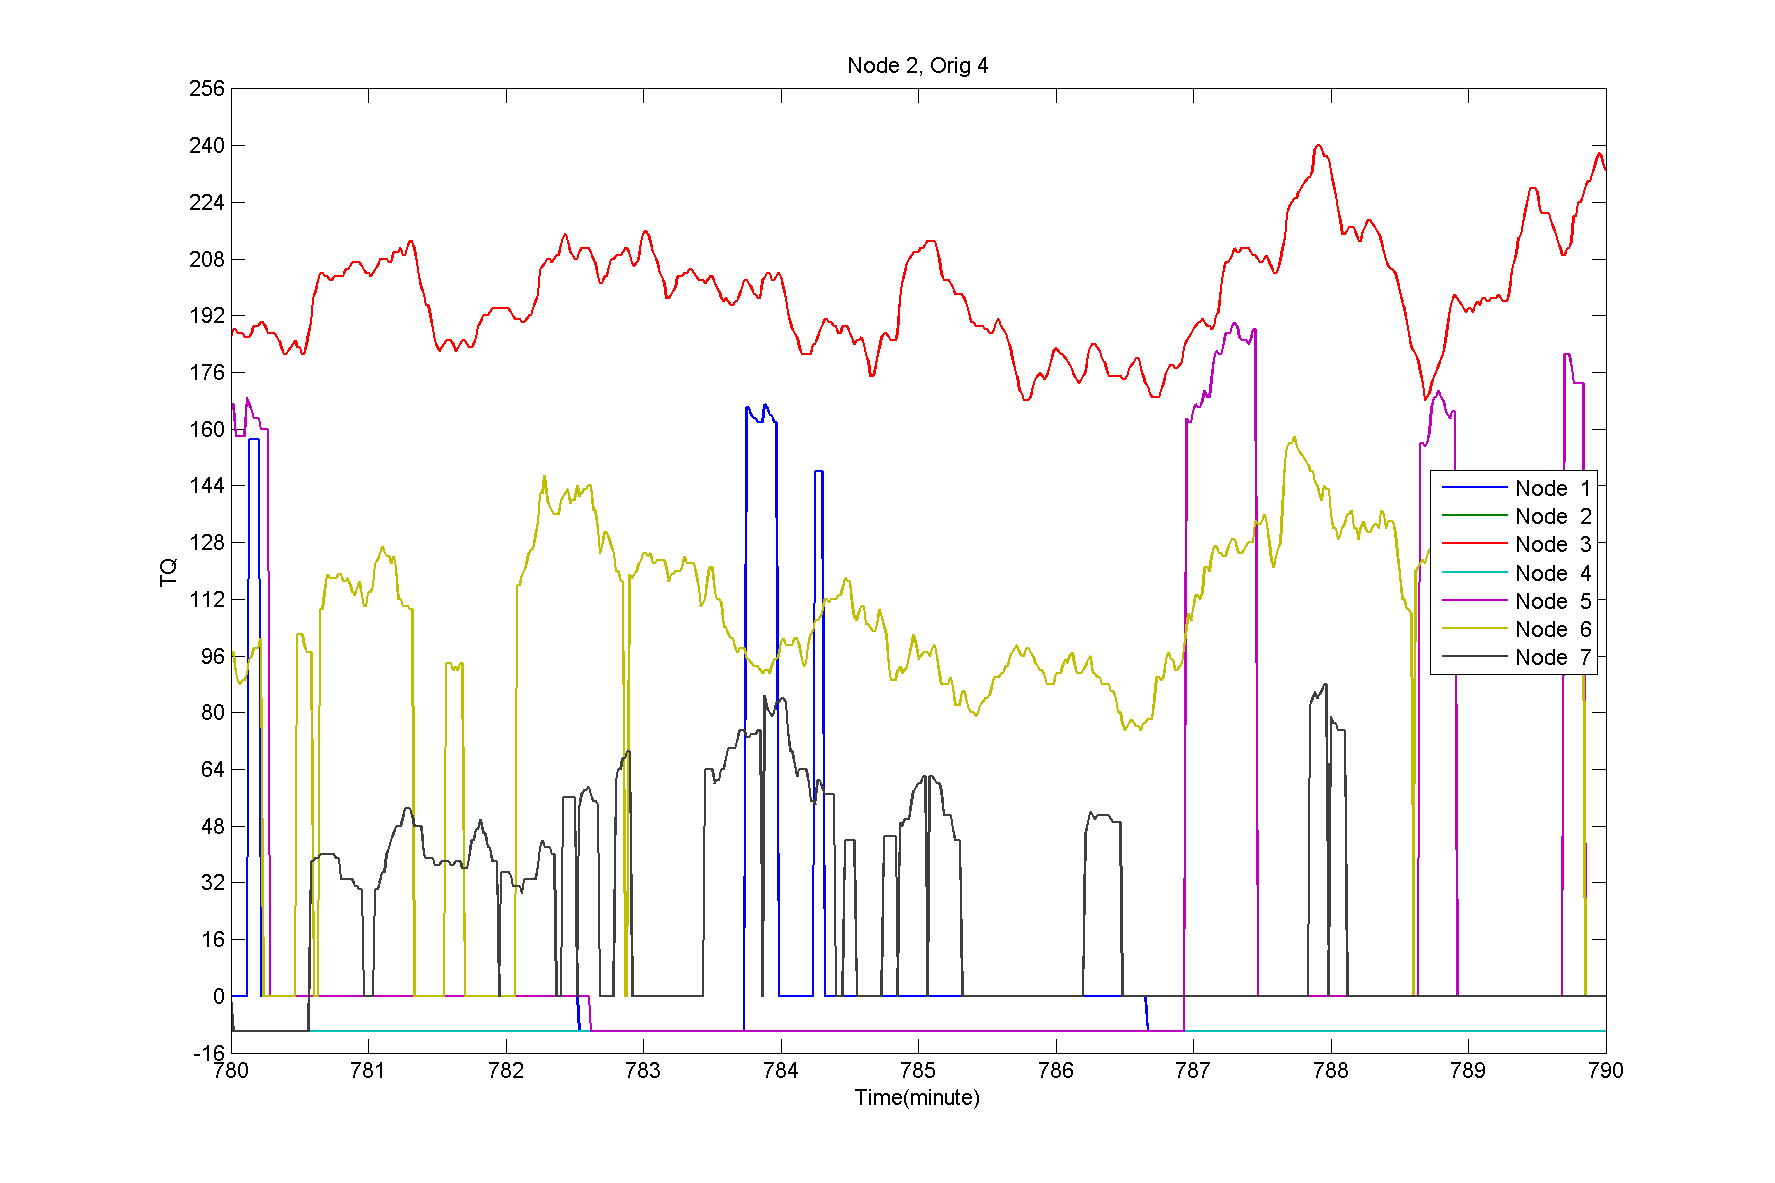 Node 2, Orig 4
256
240
224
208
192
176
160
144
128
112
96
80
64
48
32
16
0
-16
TQ
Node 1
Node 2
Node 3
Node 4
Node 5
Node 6
Node 7
780 781 782 783 784 785 786 787 788 789 790
Time(minute)